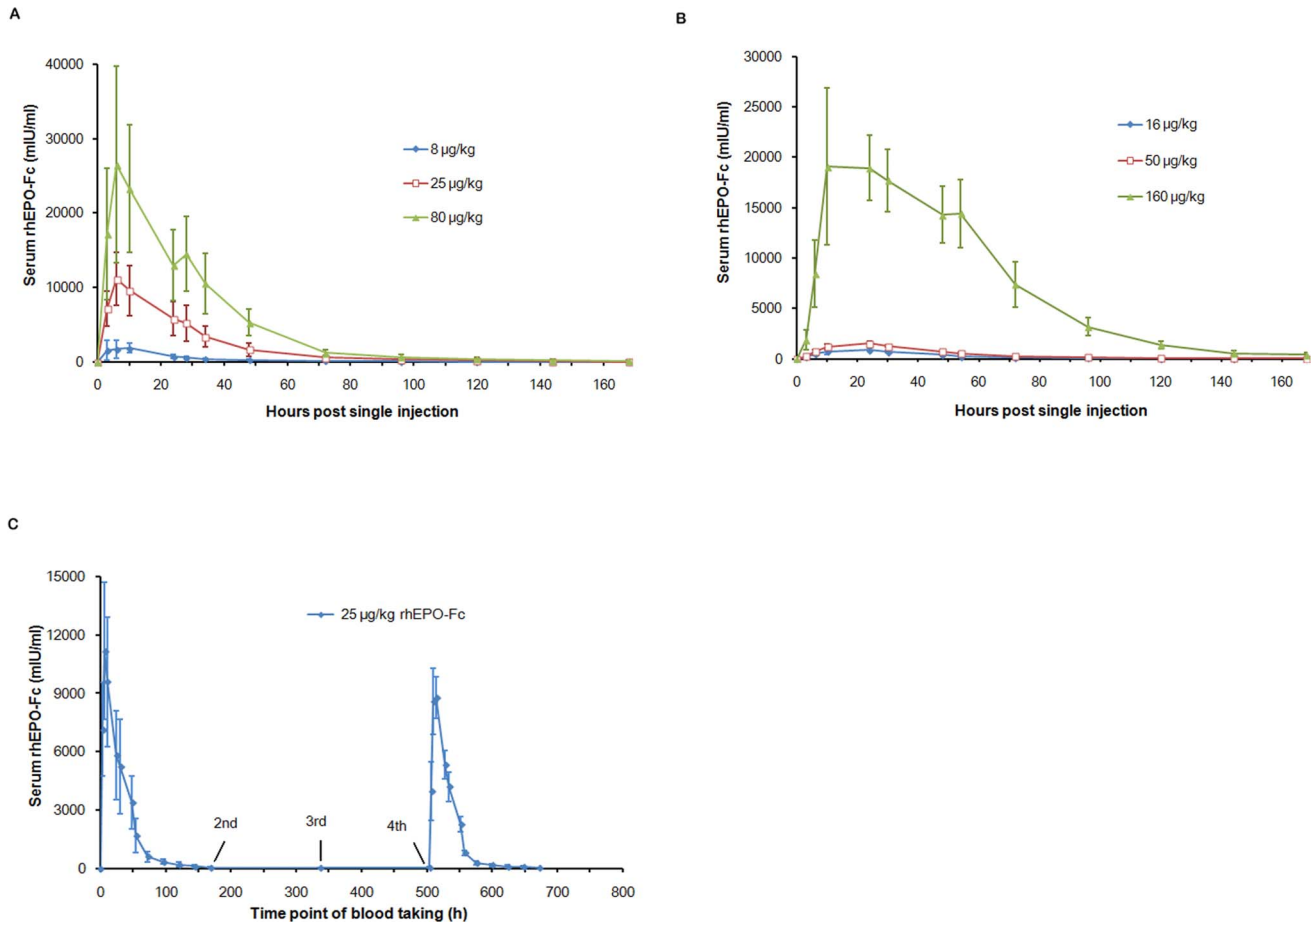 A
40000
30000
20000
10000
0
Serum rhEPO-Fc (mIU/ml)
8 µg/kg
25 µg/kg
80 µg/kg
0 20 40 60 80 100 120 140 160
Hours post single injection
B
30000
25000
20000
15000
10000
5000
0
Serum rhEPO-Fc (mIU/ml)
16 µg/kg
50 µg/kg
160 µg/kg
0 20 40 60 80 100 120 140 160
Hours post single injection
C
15000
12000
9000
6000
3000
0
Serum rhEPO-Fc (mIU/ml)
25 µg/kg rhEPO-Fc
2nd
3rd
4th
0 100 200 300 400 500 600 700 800
Time point of blood taking (h)